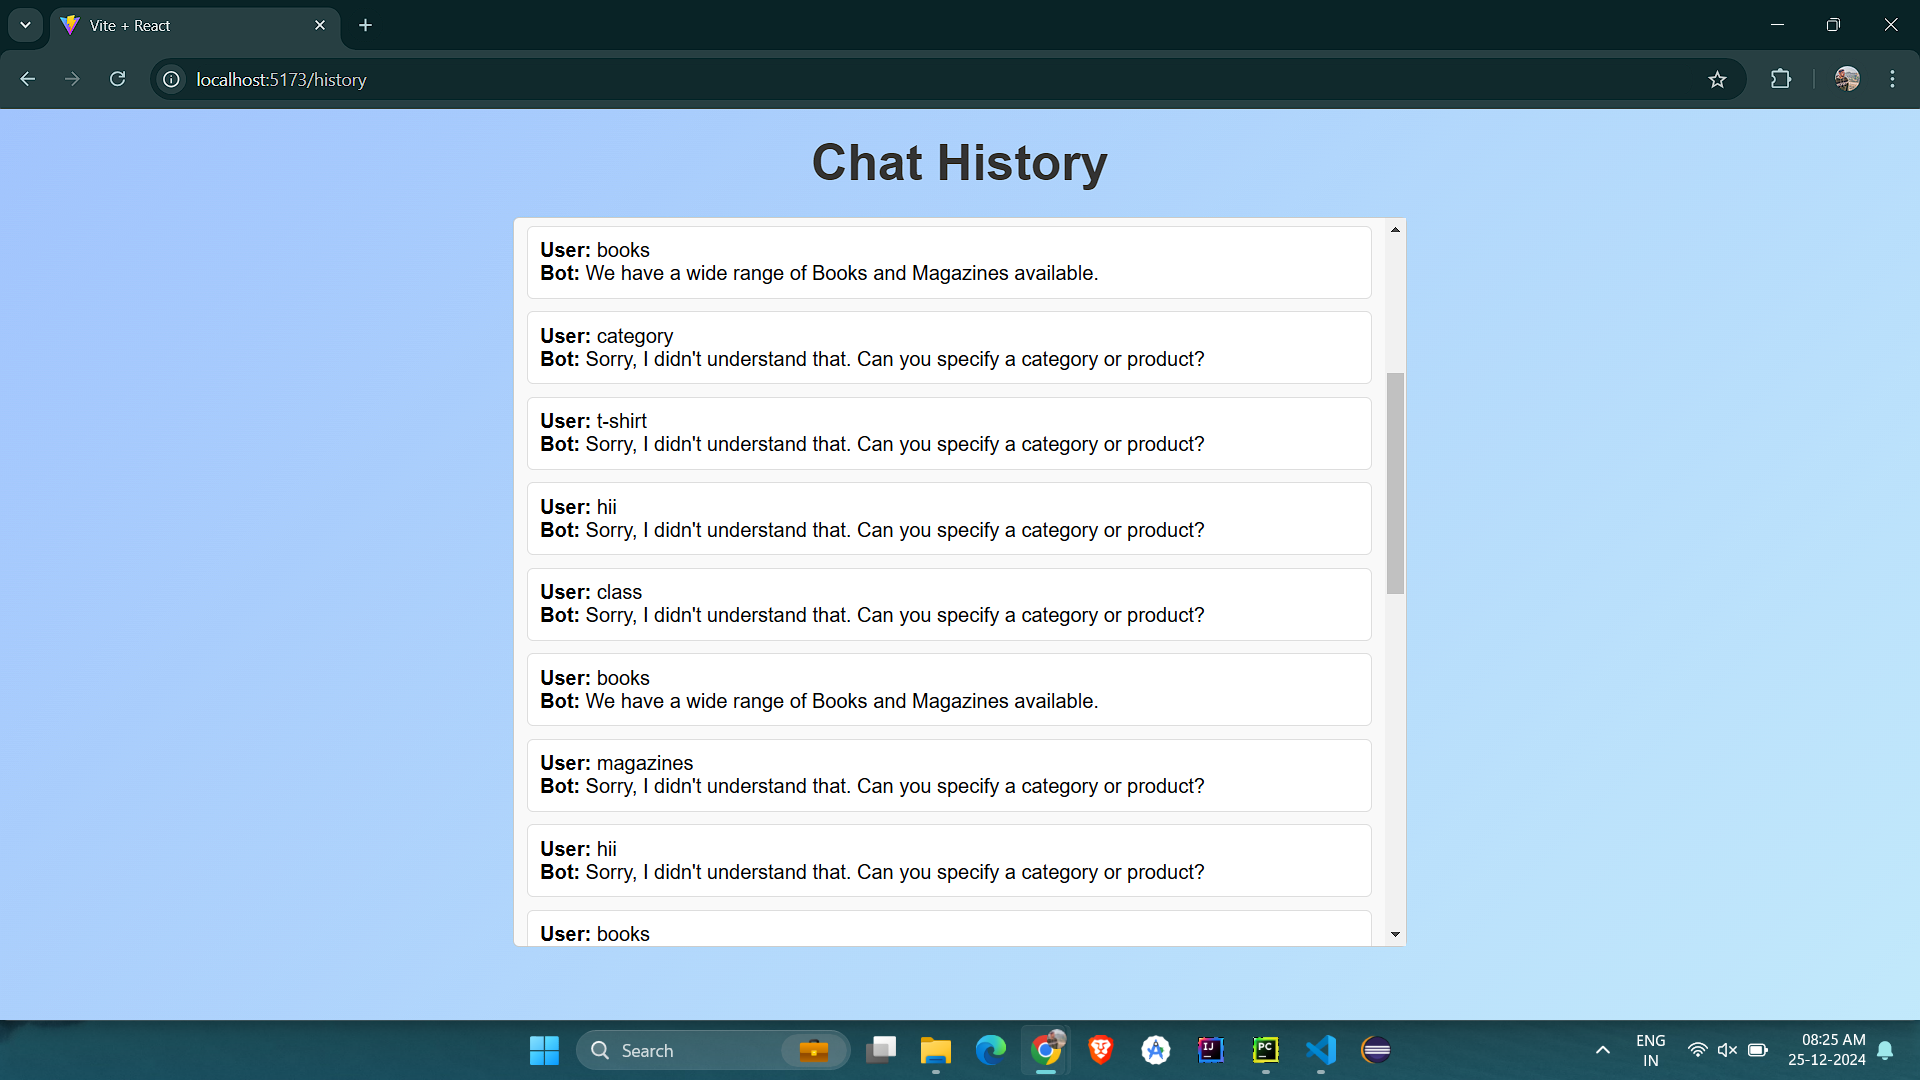 Vite + React
localhost:5173/history
Chat History
User: books
Bot: We have a wide range of Books and Magazines available.
User: category
Bot: Sorry, I didn't understand that. Can you specify a category or product?
User: t-shirt
Bot: Sorry, I didn't understand that. Can you specify a category or product?
User: hii
Bot: Sorry, I didn't understand that. Can you specify a category or product?
User: class
Bot: Sorry, I didn't understand that. Can you specify a category or product?
User: books
Bot: We have a wide range of Books and Magazines available.
User: magazines
Bot: Sorry, I didn't understand that. Can you specify a category or product?
User: hii
Bot: Sorry, I didn't understand that. Can you specify a category or product?
User: books
Search
IJ
PC
ENG
IN
08:25 AM
25-12-2024